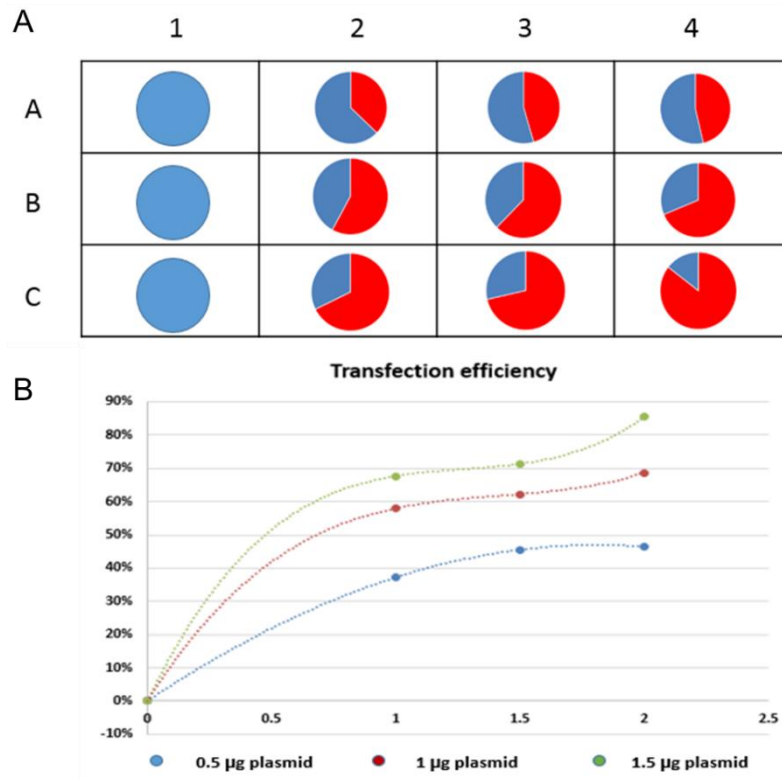 A
1 2 3 4
A
B
C
B
Transfection efficiency
90%
80%
70%
60%
50%
40%
30%
20%
10%
0%
-10%
0 0.5 1 1.5 2 2.5
0.5 µg plasmid 1 µg plasmid 1.5 µg plasmid